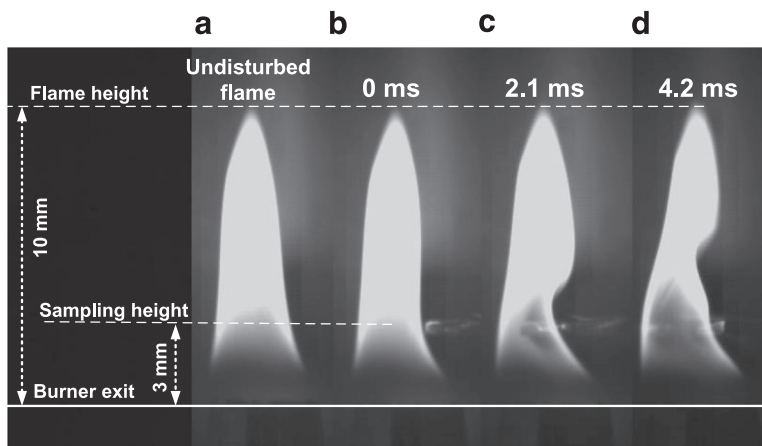 a b c d
Undisturbed
flame
0 ms
2.1 ms
4.2 ms
Flame height
10 mm
Sampling height
3 mm
Burner exit